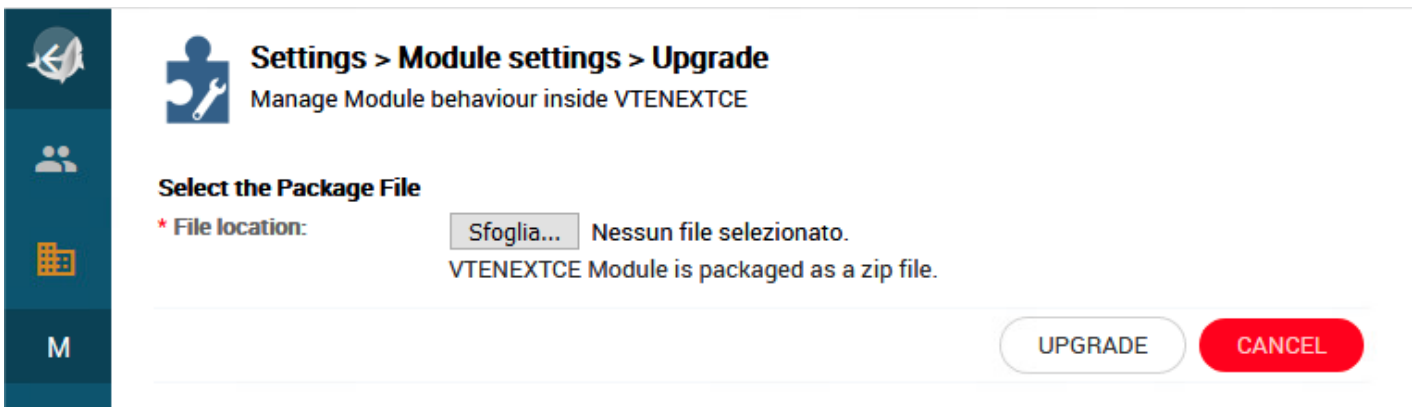 Settings > Module settings > Upgrade
Manage Module behaviour inside VTENEXTCE
Select the Package File
* File location:
Sfoglia... Nessun file selezionato.
VTENEXTCE Module is packaged as a zip file.
M
UPGRADE CANCEL